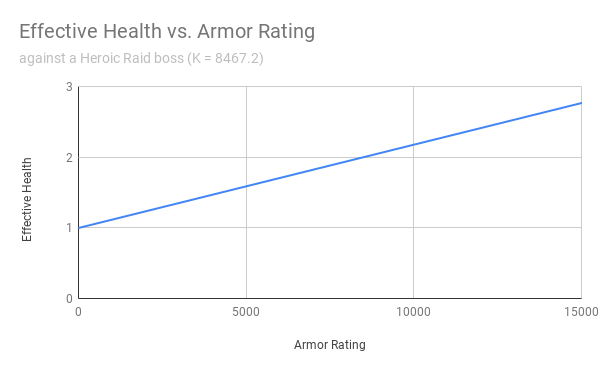 Effective Health vs. Armor Rating
against a Heroic Raid boss (K = 8467.2)
Effective Health
3
2
1
0
0
5000
10000
15000
Armor Rating